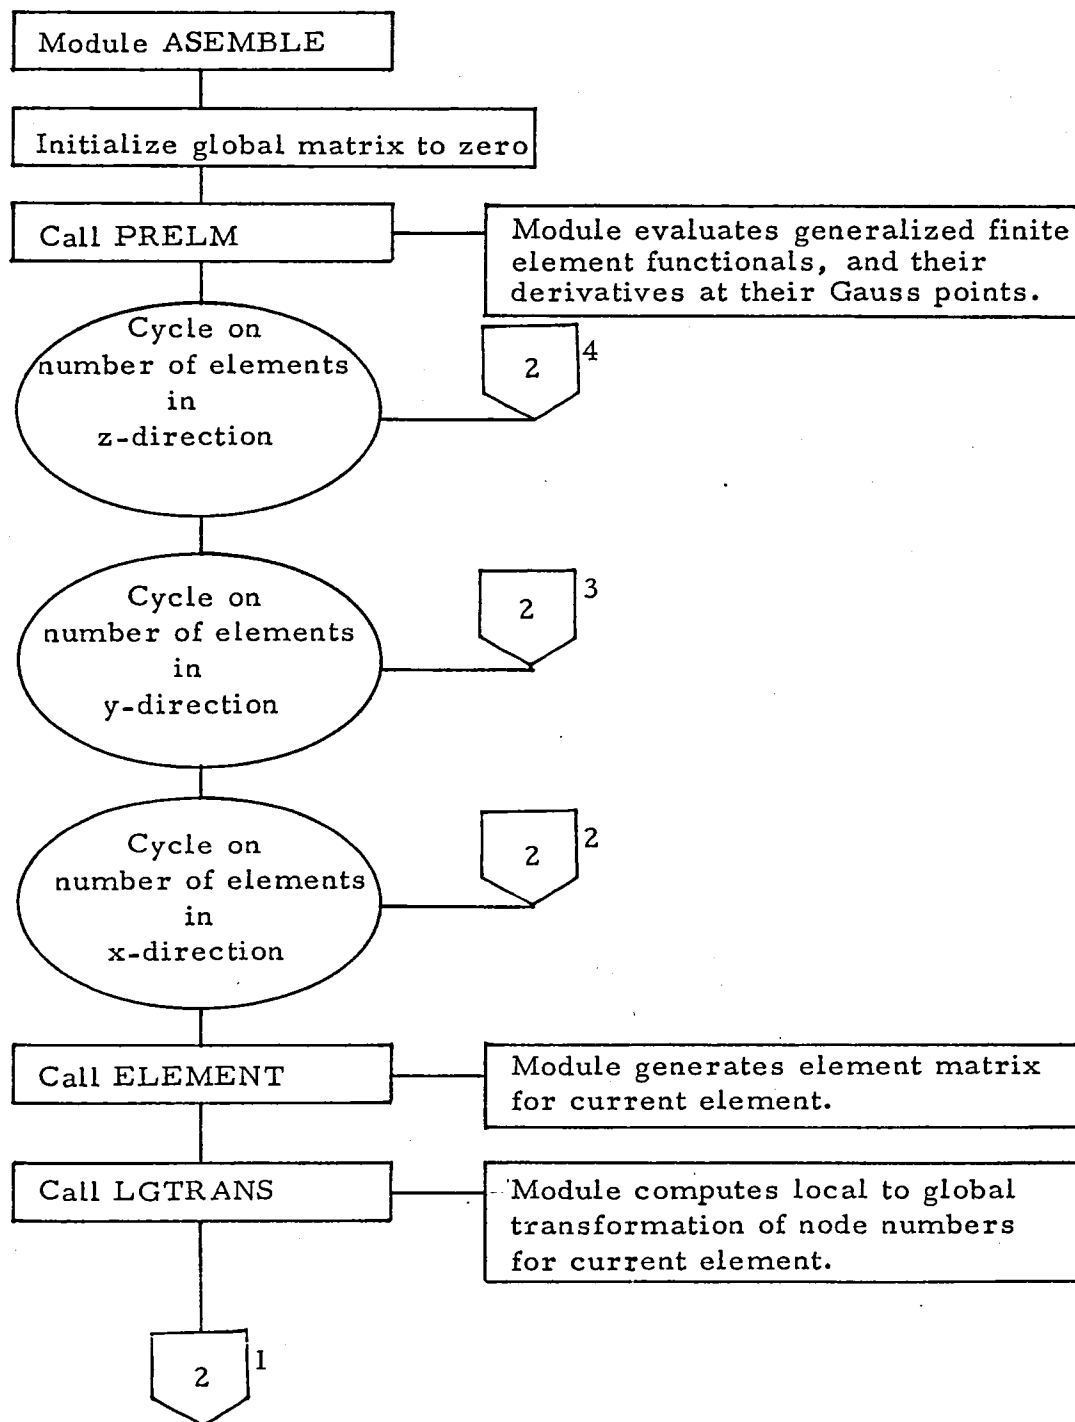 Module ASEMBLE
Initialize global matrix to zero
Call PRELM
Module evaluates generalized finite
element functionals, and their
derivatives at their Gauss points.
Cycle on
number of elements
in
z-direction
2
4
Cycle on
number of elements
in
y-direction
2
3
Cycle on
number of elements
in
x-direction
2
2
Call ELEMENT
Module generates element matrix
for current element.
Call LGTRANS
Module computes local to global
transformation of node numbers
for current element.
2
1